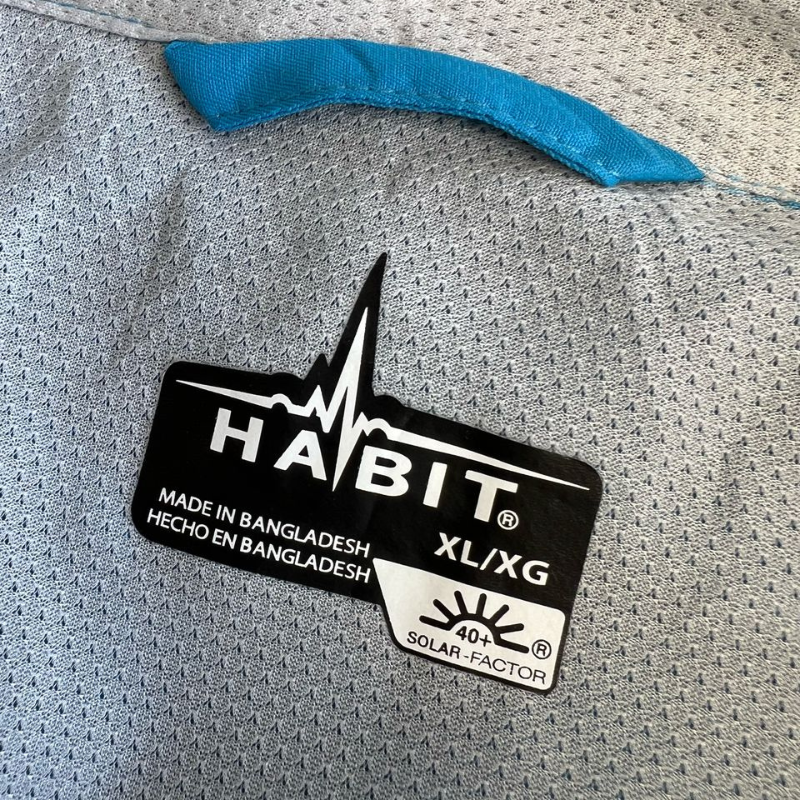 HABIT®
MADE IN BANGLADESH
HECHO EN BANGLADESH
XL/XG
40+
®
SOLAR-FACTOR